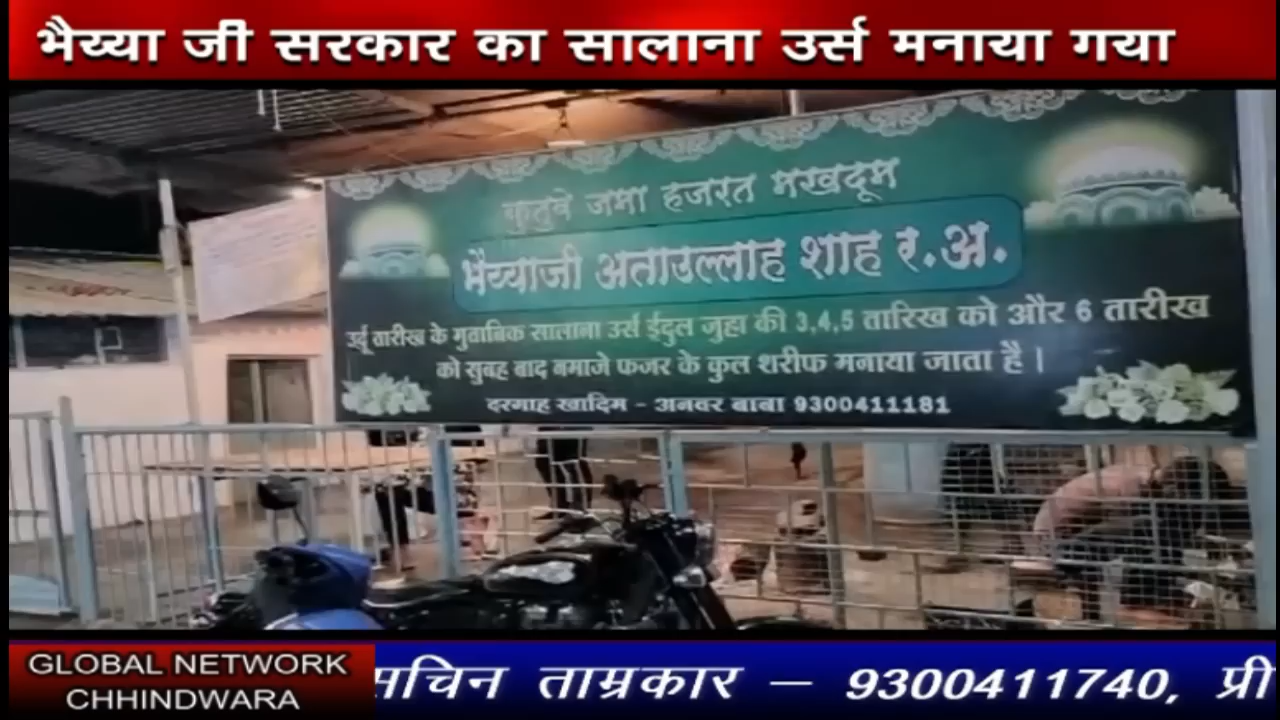 भैय्या जी सरकार का सालाना उर्स मनाया गया
कुतुबे जमा हजरत मखदूम
भैय्याजी अताउल्लाह शाह र.अ.
उर्दू तारीख के मुताबिक सालाना उर्स ईदुल जुहा की 3,4,5 तारिख को और 6 तारीख
को सुबह बाद नमाजे फजर के कुल शरीफ मनाया जाता है |
दरगाह खादिम - अनवर बाबा 9300411181
GLOBAL NETWORK
CHHINDWARA
सचिन ताम्रकार – 9300411740, प्री